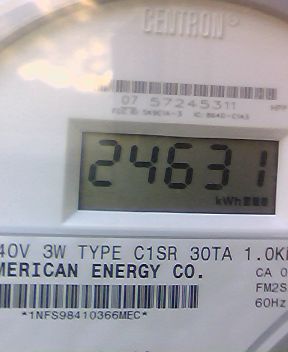 CENTRON®
07 57245311
24631
kWh
40V 3W TYPE C1SR 30TA 1.0K
MERICAN ENERGY CO.
CA 0
FM2S
60Hz
*1NFS98410366MEC*